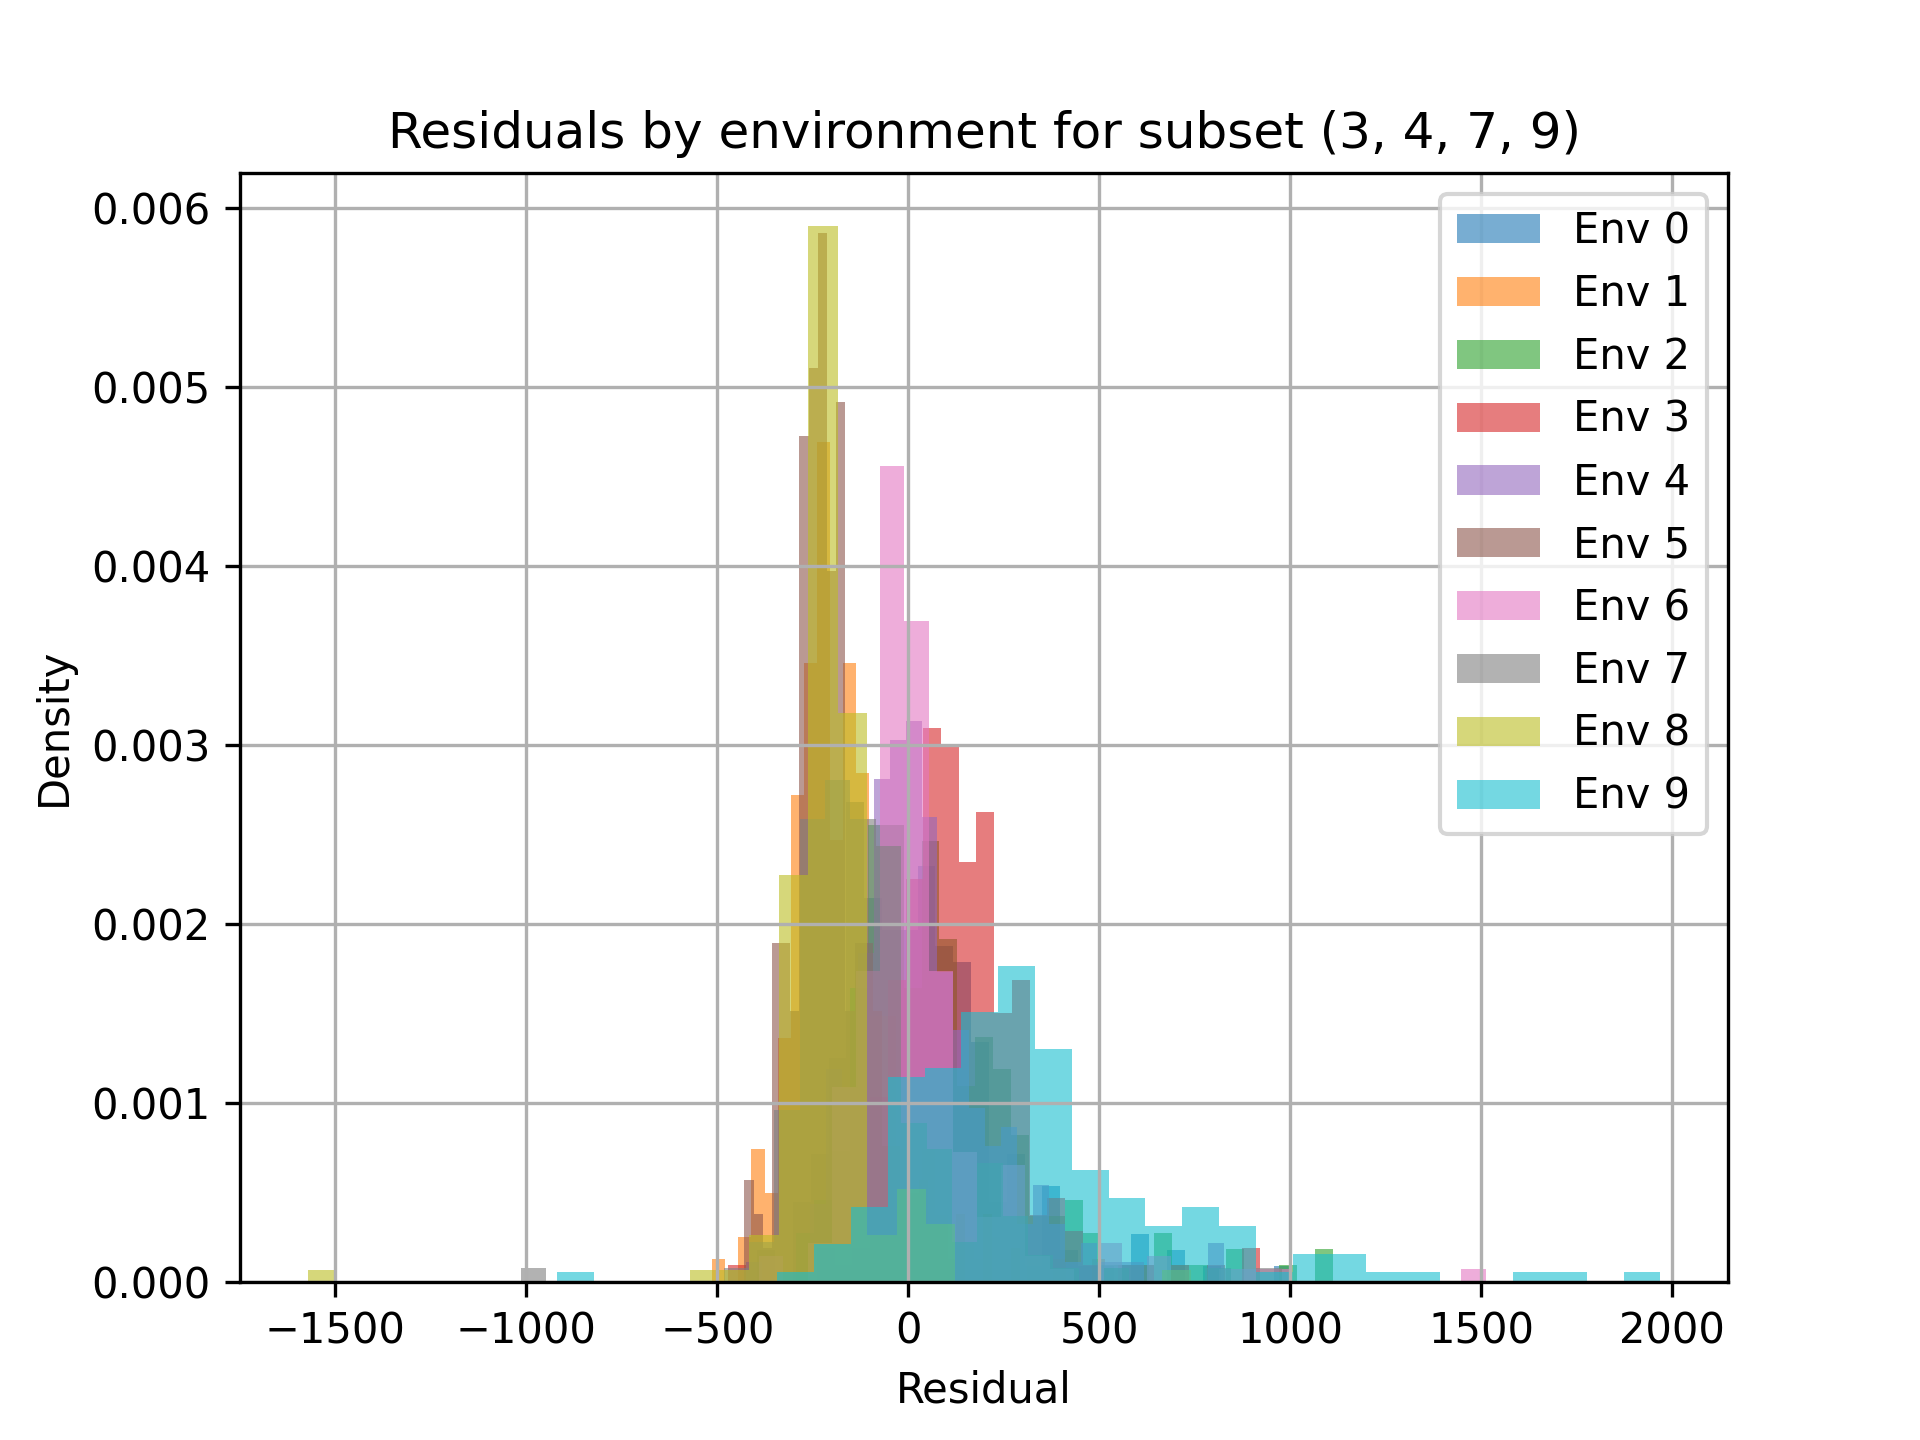 Residuals by environment for subset (3, 4, 7, 9)
0.006
0.005
0.004
0.003
0.002
0.001
0.000
Density
−1500
−1000
−500
0
500
1000
1500
2000
Residual
Env 0
Env 1
Env 2
Env 3
Env 4
Env 5
Env 6
Env 7
Env 8
Env 9